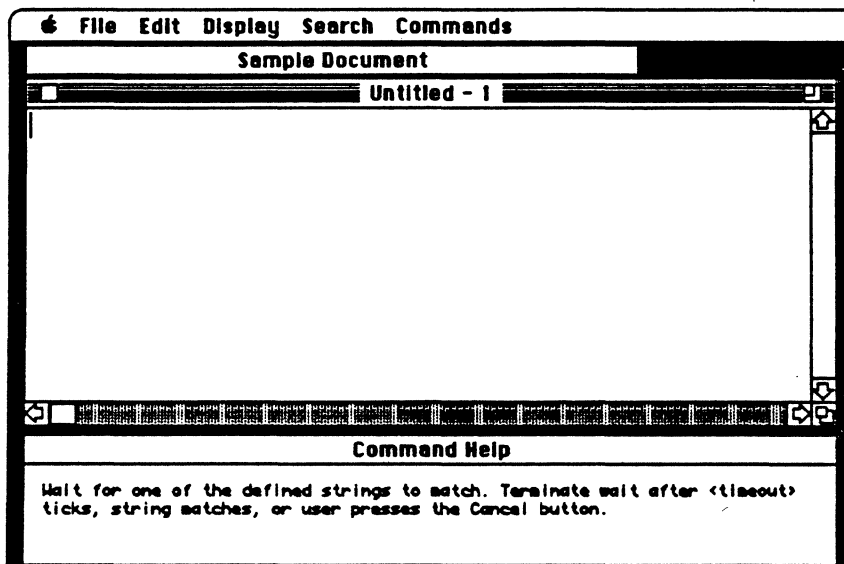 File Edit Display Search Commands
Sample Document
Untitled - 1
Command Help
Wait for one of the defined strings to match. Terminate wait after <timeout>
ticks, string matches, or user presses the Cancel button.